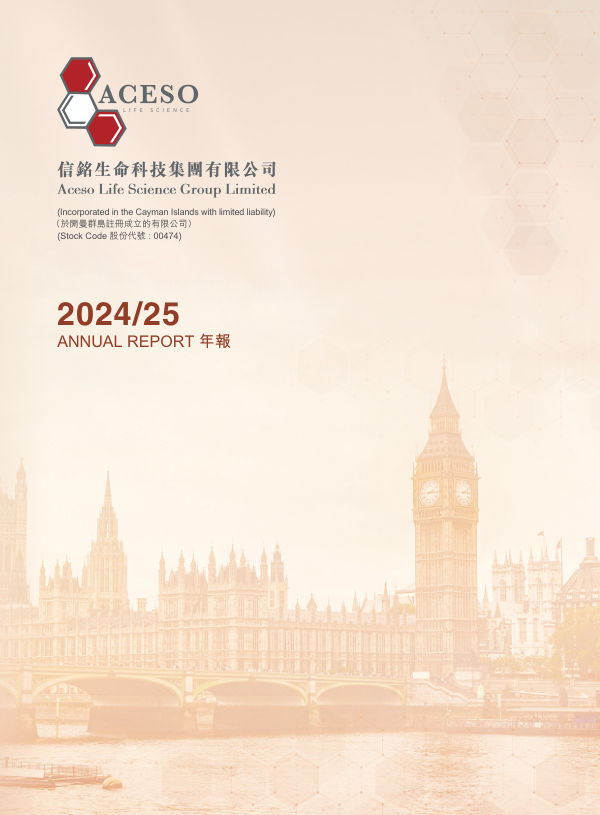 ACESO
LIFE SCIENCE
信銘生命科技集團有限公司
Aceso Life Science Group Limited
(Incorporated in the Cayman Islands with limited liability)
（於開曼群島註冊成立的有限公司）
(Stock Code 股份代號 : 00474)
2024/25
ANNUAL REPORT 年報